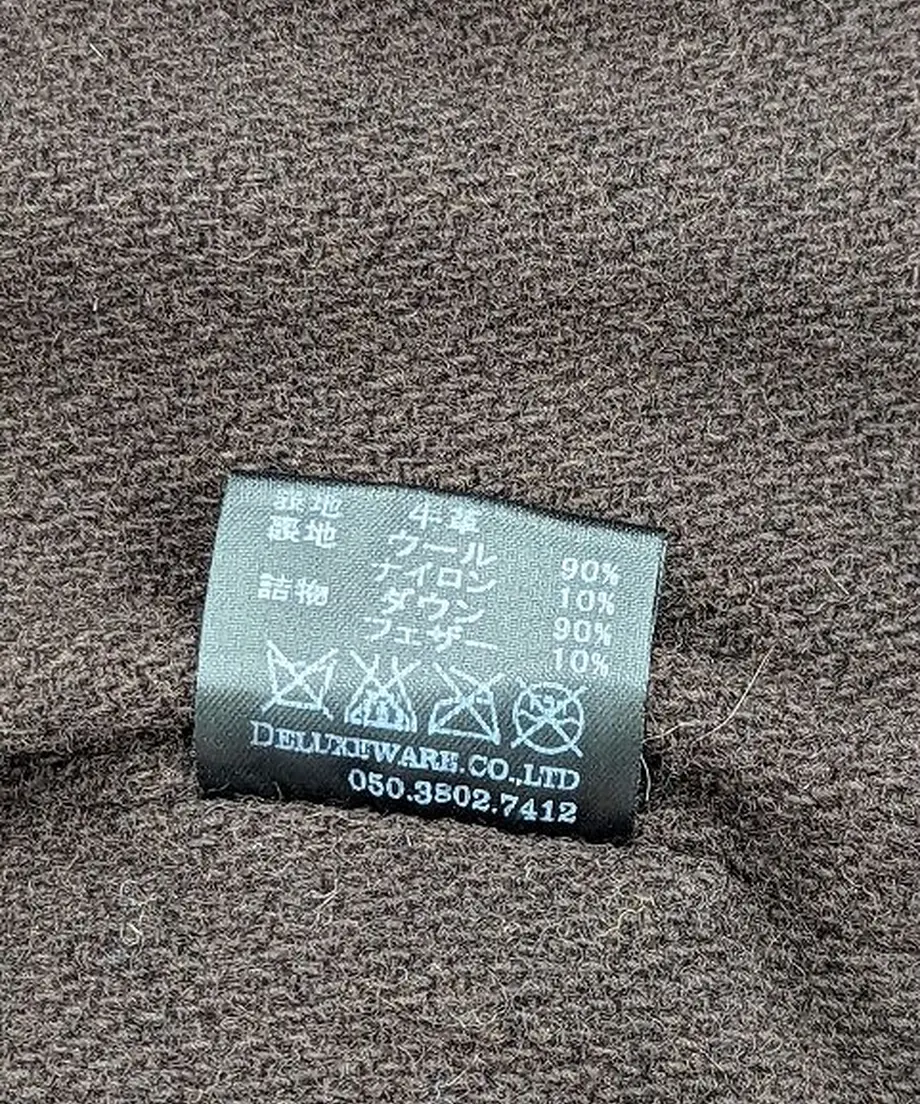 表地 牛革
裏地 ウール 90%
ナイロン 10%
詰物 ダウン 90%
フェザー 10%
DELUXEWARE.CO.,LTD
050.3802.7412